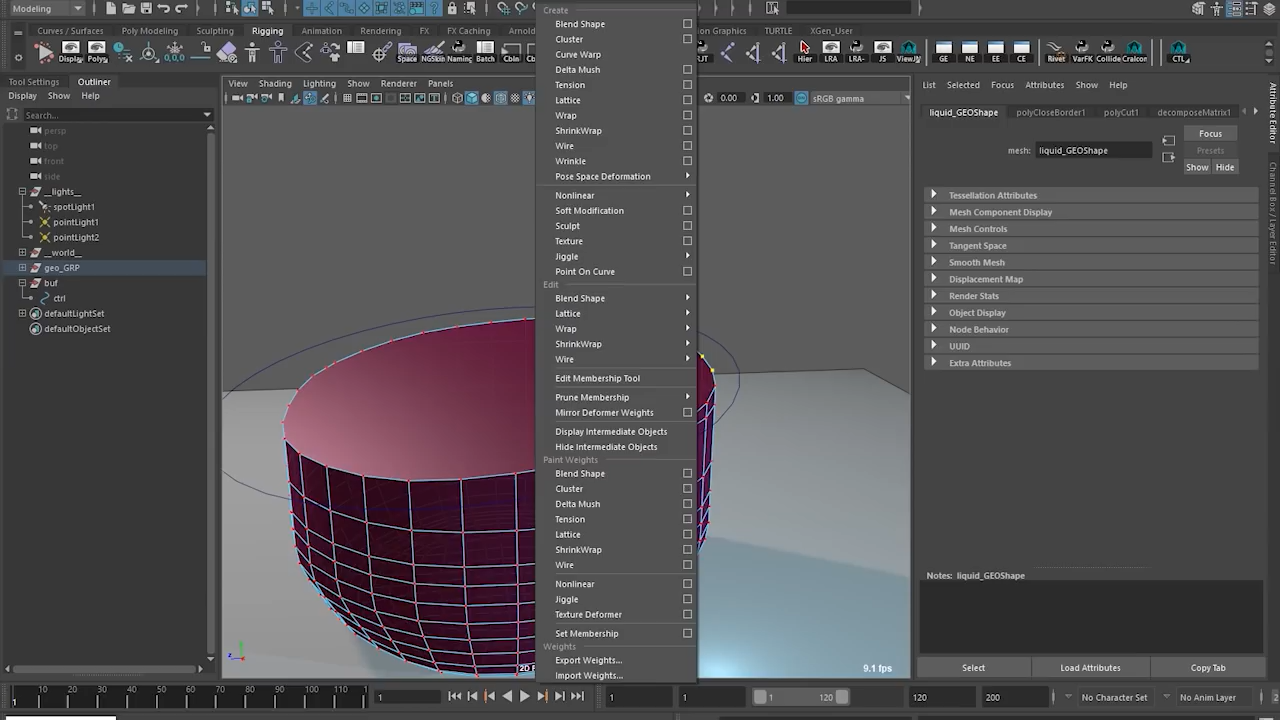 Modeling
Curves / Surfaces
Poly Modeling
Sculpting
Rigging
Animation
Rendering
FX
FX Caching
TURTLE
XGen_User
Display
Poly.
Space
NGSkin
Naming
Batch
Hier
LRA
LRA-
JS
ViewJ
GE
NE
EE
CE
Rivet
VarFK
Collide
Cralcon
CTL
Tool Settings
Outliner
Display
Show
Help
Search...
persp
top
front
side
__lights__
spotLight1
pointLight1
pointLight2
__world__
geo_GRP
buf
ctrl
defaultLightSet
defaultObjectSet
View
Shading
Lighting
Show
Renderer
Panels
0.00
1.00
sRGB gamma
Create
Blend Shape
Cluster
Curve Warp
Delta Mush
Tension
Lattice
Wrap
ShrinkWrap
Wire
Wrinkle
Pose Space Deformation
Nonlinear
Soft Modification
Sculpt
Texture
Jiggle
Point On Curve
Edit
Blend Shape
Lattice
Wrap
ShrinkWrap
Wire
Edit Membership Tool
Prune Membership
Mirror Deformer Weights
Display Intermediate Objects
Hide Intermediate Objects
Paint Weights
Blend Shape
Cluster
Delta Mush
Tension
Lattice
ShrinkWrap
Wire
Nonlinear
Jiggle
Texture Deformer
Set Membership
Weights
Export Weights...
Import Weights...
9.1 fps
List
Selected
Focus
Attributes
Show
Help
liquid_GEOShape
polyCloseBorder1
polyCut1
decomposeMatrix1
mesh:
liquid_GEOShape
Focus
Presets
Show
Hide
Tessellation Attributes
Mesh Component Display
Mesh Controls
Tangent Space
Smooth Mesh
Displacement Map
Render Stats
Object Display
Node Behavior
UUID
Extra Attributes
Notes: liquid_GEOShape
Select
Load Attributes
Copy Tab
Attribute Editor
Channel Box / Layer Editor
10
20
30
40
50
60
70
80
90
100
110
1
1
1
1
120
120
200
No Character Set
No Anim Layer